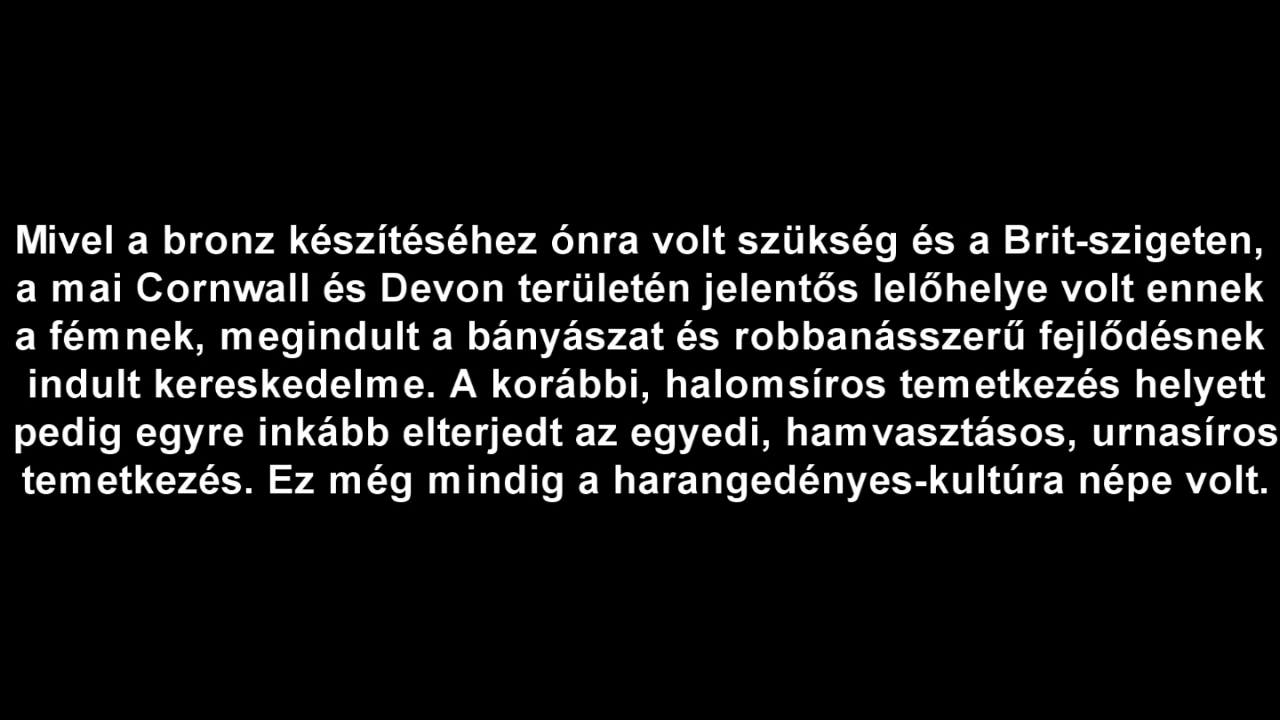 Mivel a bronz készítéséhez ónra volt szükség és a Brit-szigeten,
a mai Cornwall és Devon területén jelentős lelőhelye volt ennek
a fémnek, megindult a bányászat és robbanásszerű fejlődésnek
indult kereskedelme. A korábbi, halomsíros temetkezés helyett
pedig egyre inkább elterjedt az egyedi, hamvasztásos, urnasíros
temetkezés. Ez még mindig a harangedényes-kultúra népe volt.